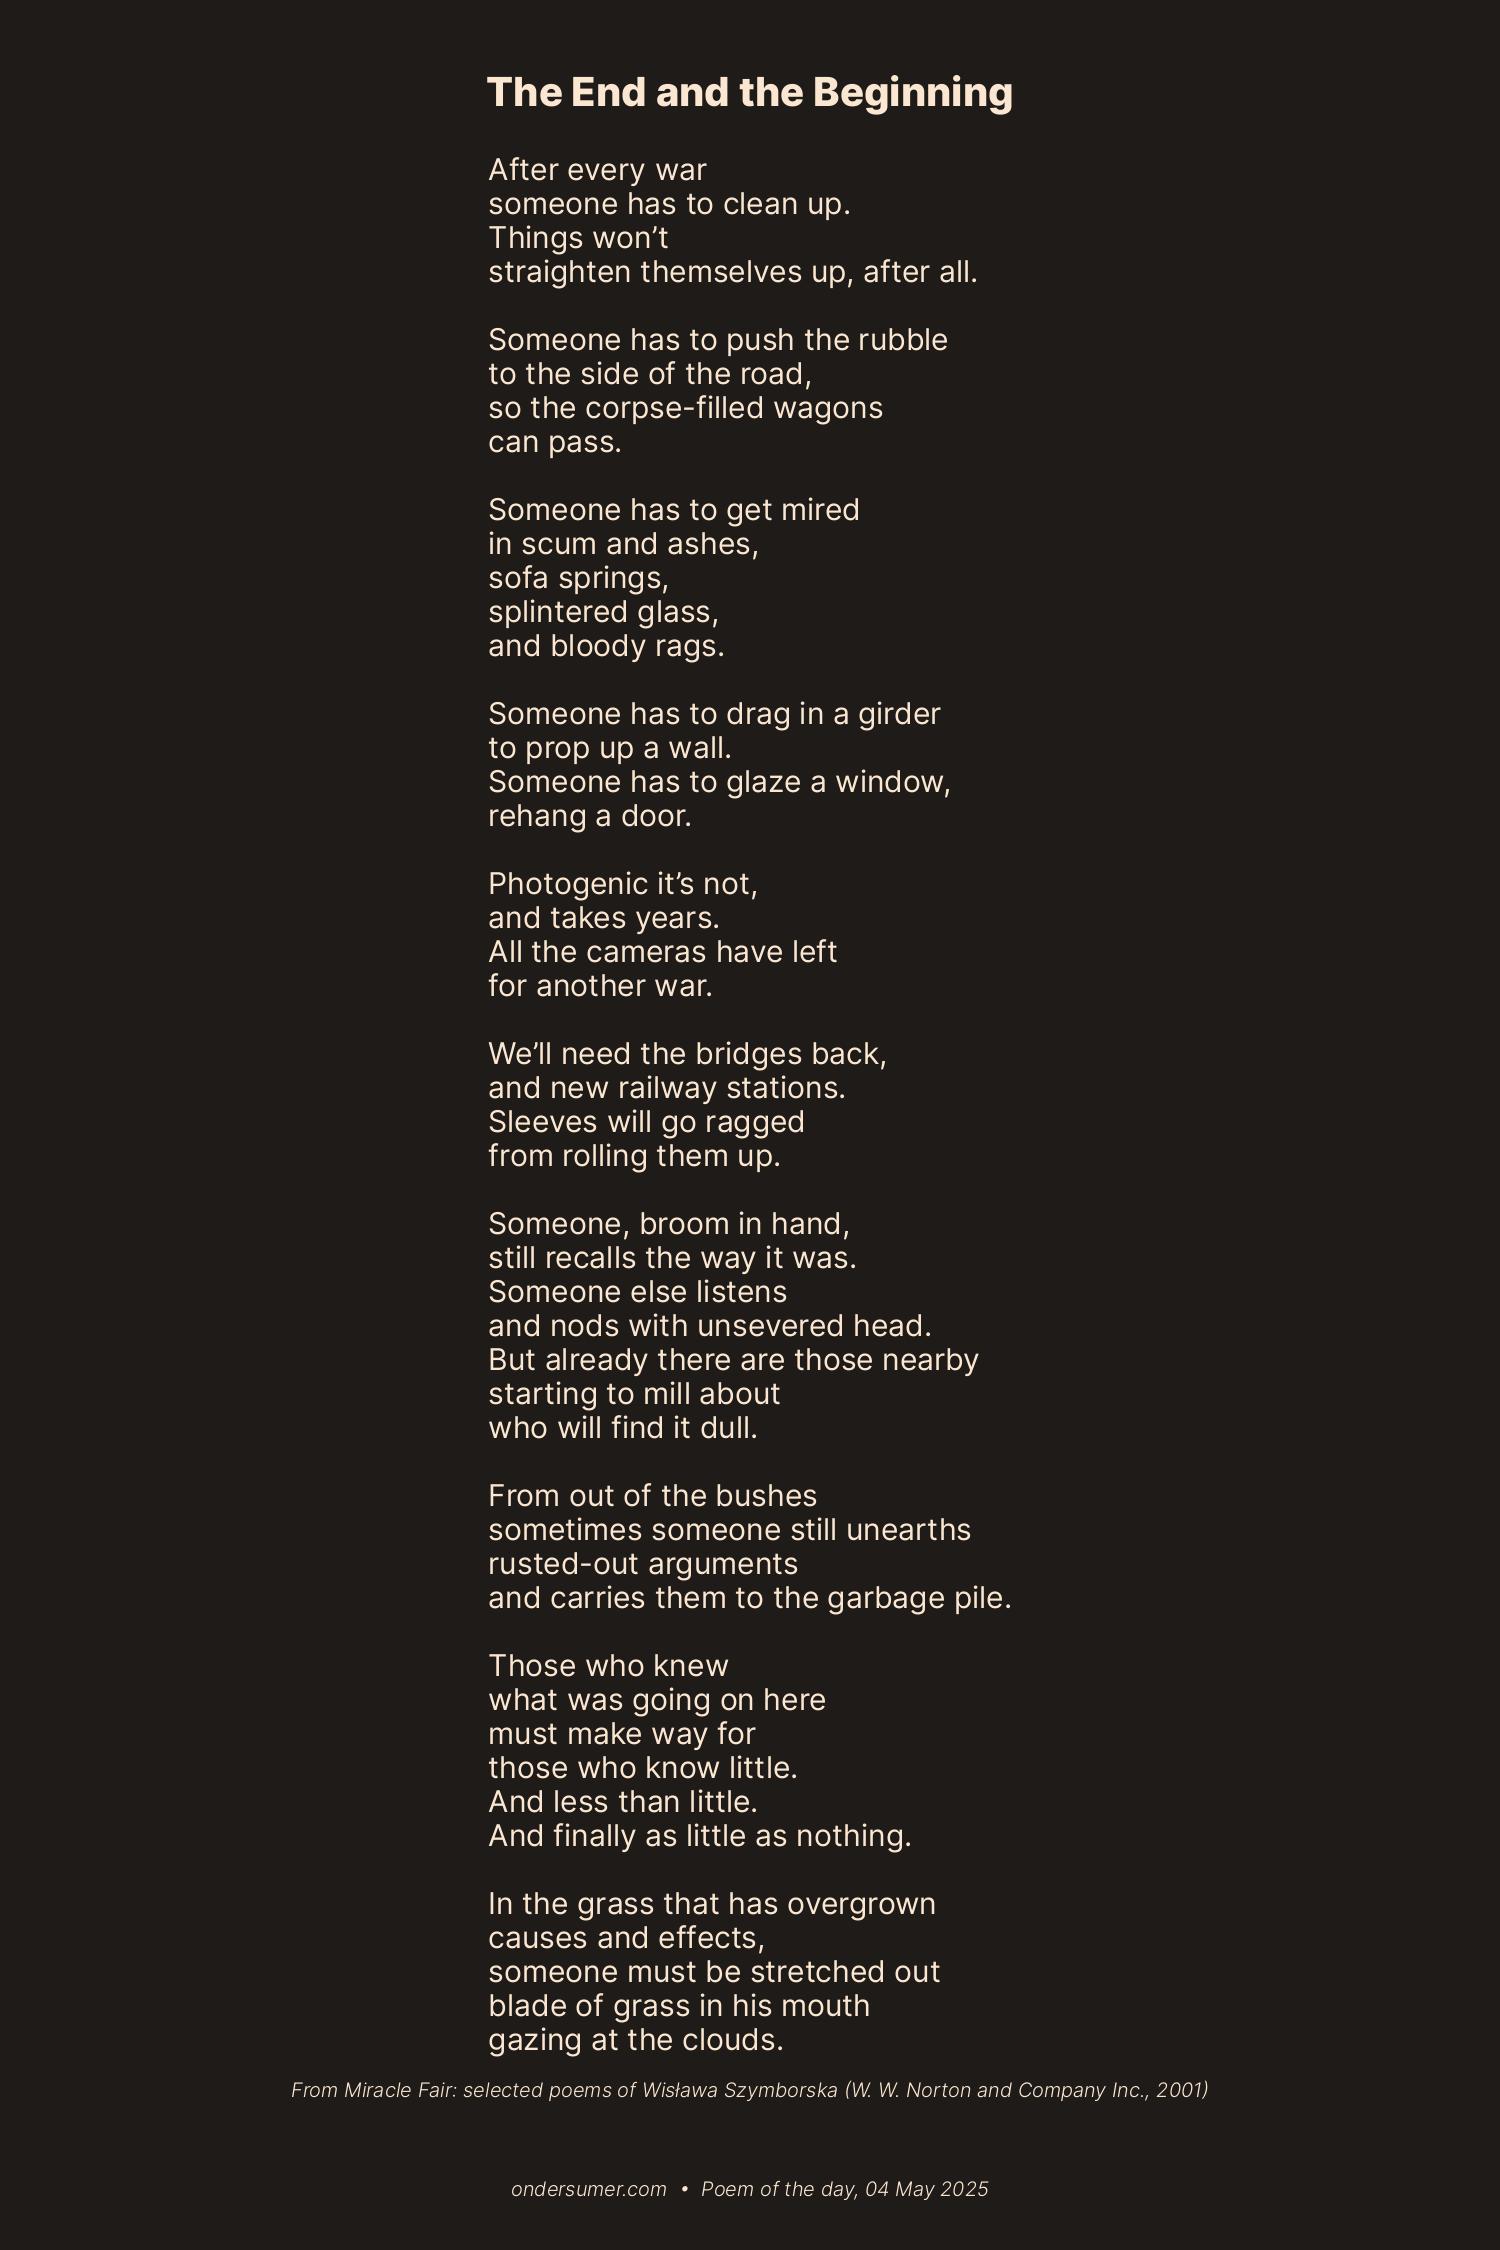 The End and the Beginning
After every war
someone has to clean up.
Things won’t
straighten themselves up, after all.
Someone has to push the rubble
to the side of the road,
so the corpse-filled wagons
can pass.
Someone has to get mired
in scum and ashes,
sofa springs,
splintered glass,
and bloody rags.
Someone has to drag in a girder
to prop up a wall.
Someone has to glaze a window,
rehang a door.
Photogenic it’s not,
and takes years.
All the cameras have left
for another war.
We’ll need the bridges back,
and new railway stations.
Sleeves will go ragged
from rolling them up.
Someone, broom in hand,
still recalls the way it was.
Someone else listens
and nods with unsevered head.
But already there are those nearby
starting to mill about
who will find it dull.
From out of the bushes
sometimes someone still unearths
rusted-out arguments
and carries them to the garbage pile.
Those who knew
what was going on here
must make way for
those who know little.
And less than little.
And finally as little as nothing.
In the grass that has overgrown
causes and effects,
someone must be stretched out
blade of grass in his mouth
gazing at the clouds.
From Miracle Fair: selected poems of Wisława Szymborska (W. W. Norton and Company Inc., 2001)
ondersumer.com • Poem of the day, 04 May 2025